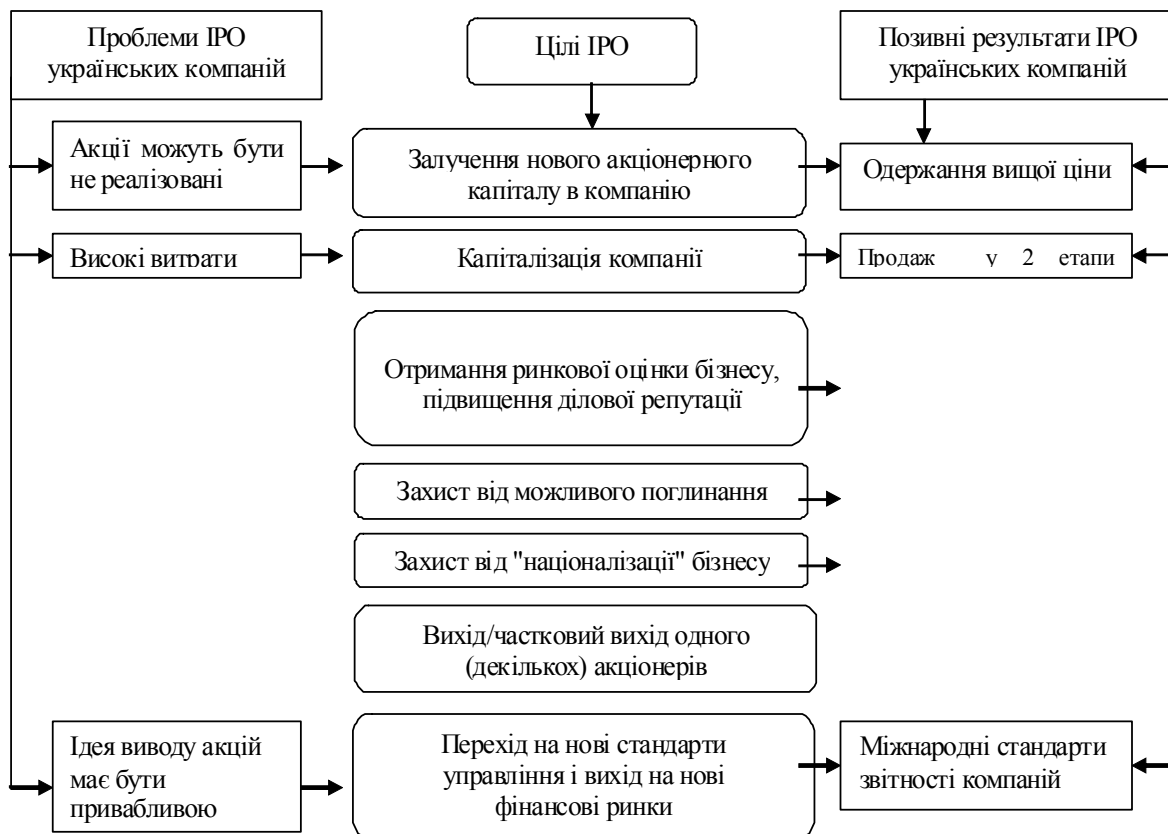 Проблеми IPO
українських компаній
Цілі IPO
Позивні результати IPO
українських компаній
Акції можуть бути
не реалізовані
Залучення нового акціонерного
капіталу в компанію
Одержання вищої ціни
Високі витрати
Капіталізація компанії
Продаж у 2 етапи
Отримання ринкової оцінки бізнесу,
підвищення ділової репутації
Захист від можливого поглинання
Захист від "націоналізації" бізнесу
Вихід/частковий вихід одного
(декількох) акціонерів
Ідея виводу акцій
має бути
привабливою
Перехід на нові стандарти
управління і вихід на нові
фінансові ринки
Міжнародні стандарти
звітності компаній